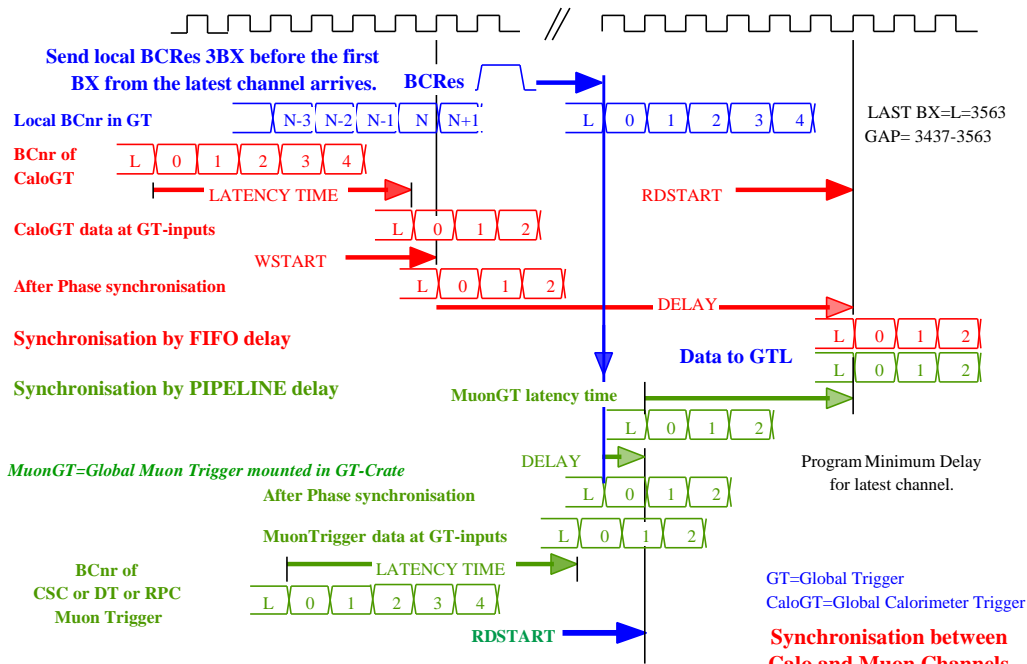 Send local BCRes 3BX before the first
BX from the latest channel arrives.
BCRes
Local BCnr in GT
N-3 N-2 N-1 N N+1
L 0 1 2 3 4
LAST BX=L=3563
GAP= 3437-3563
BCnr of
CaloGT
L 0 1 2 3 4
LATENCY TIME
RDSTART
CaloGT data at GT-inputs
L 0 1 2
WSTART
After Phase synchronisation
L 0 1 2
DELAY
Synchronisation by FIFO delay
L 0 1 2
Data to GTL
L 0 1 2
Synchronisation by PIPELINE delay
MuonGT latency time
L 0 1 2
DELAY
MuonGT=Global Muon Trigger mounted in GT-Crate
Program Minimum Delay
for latest channel.
After Phase synchronisation
L 0 1 2
MuonTrigger data at GT-inputs
L 0 1 2
BCnr of
CSC or DT or RPC
Muon Trigger
LATENCY TIME
L 0 1 2 3 4
GT=Global Trigger
CaloGT=Global Calorimeter Trigger
RDSTART
Synchronisation between
Calo and Muon Channels